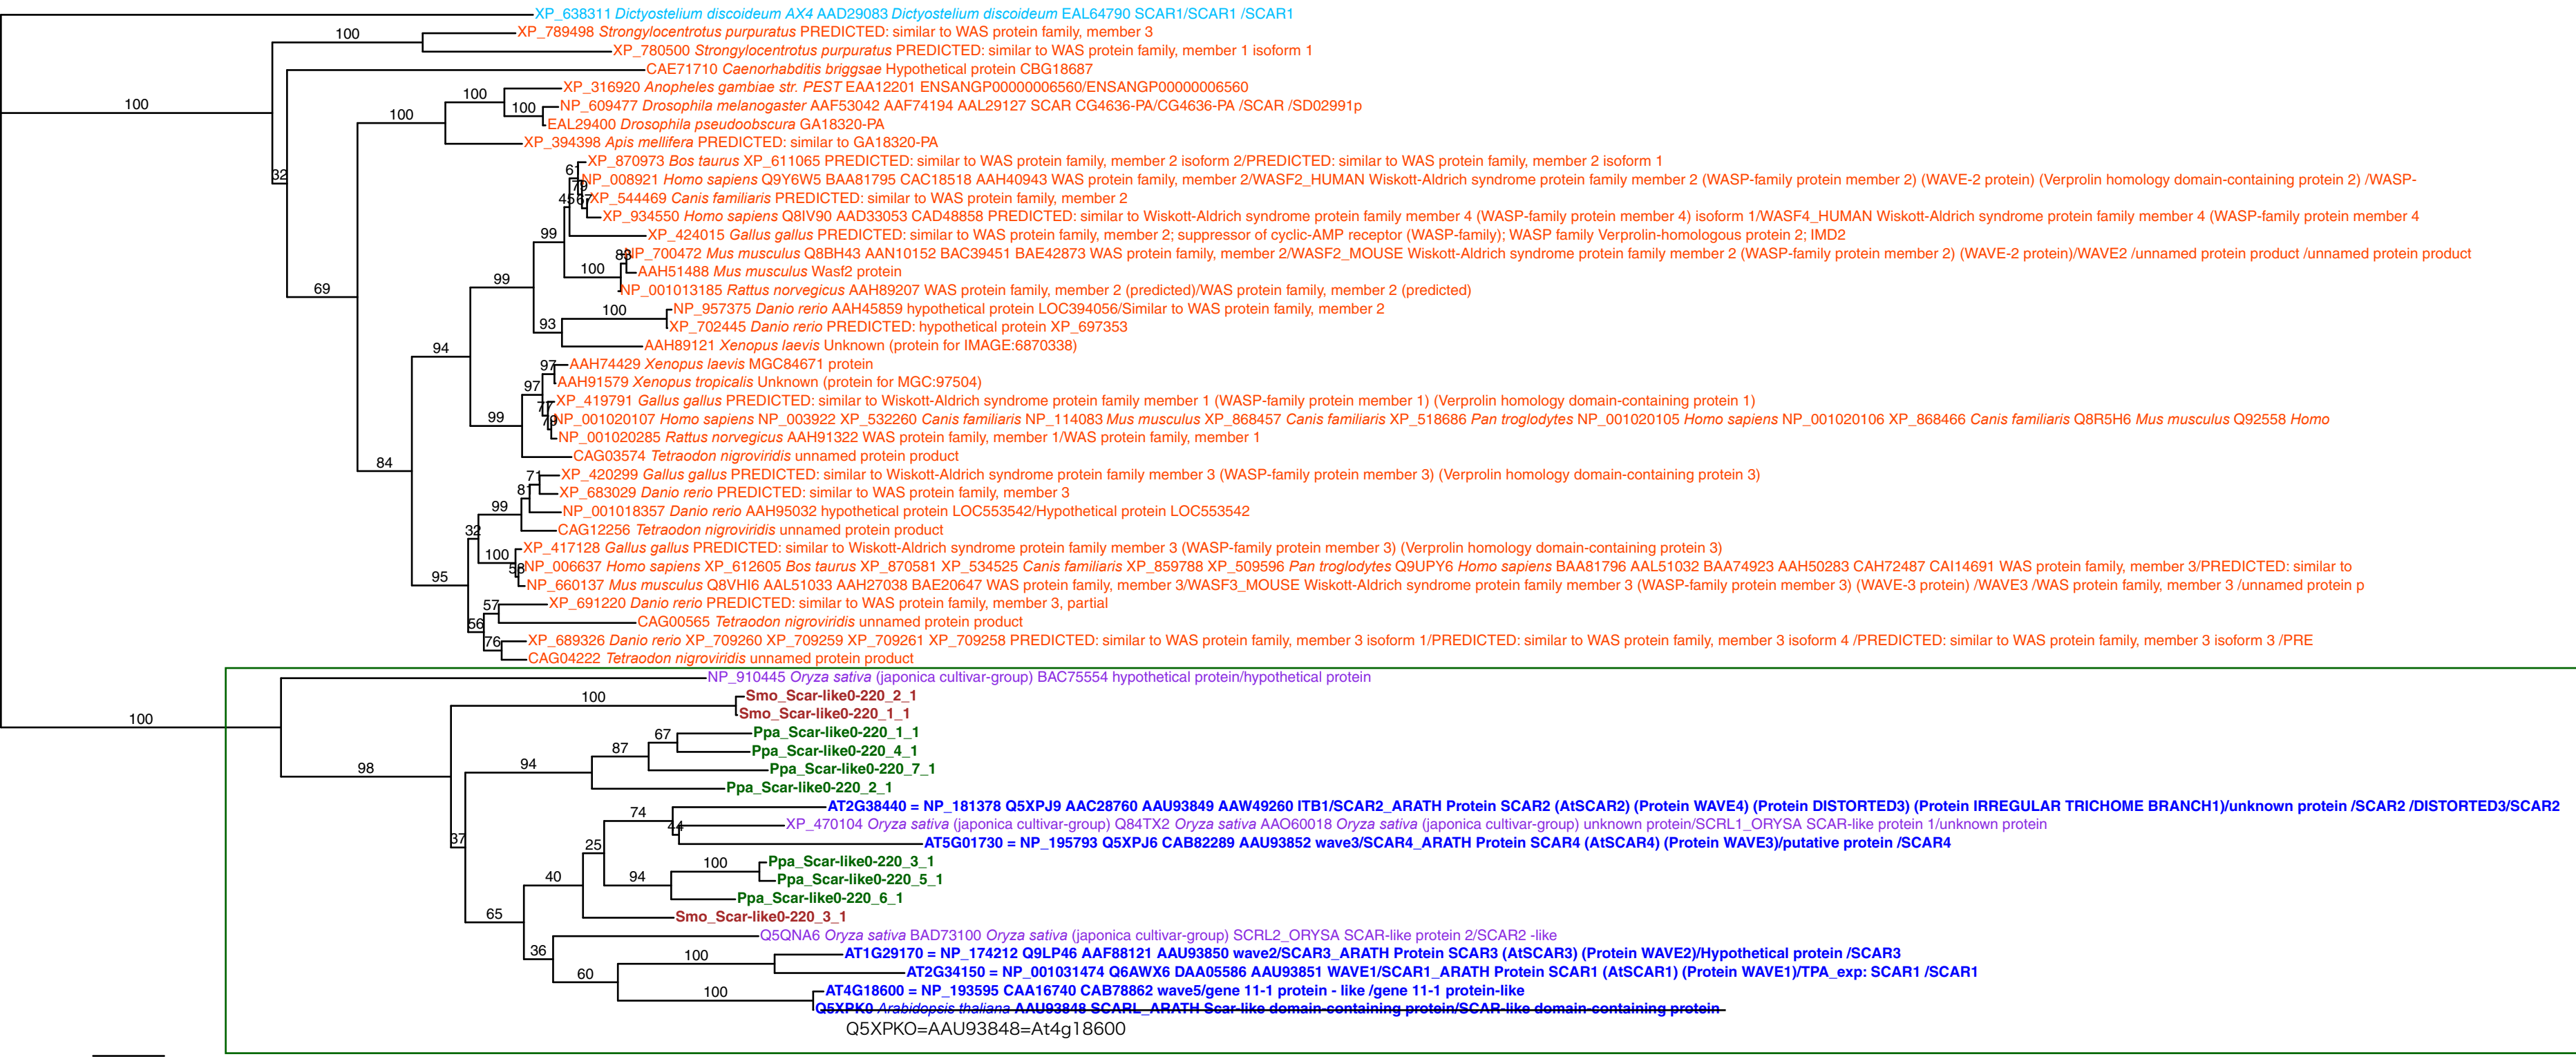 XP_638311 Dictyostelium discoideum AX4 AAD29083 Dictyostelium discoideum EAL64790 SCAR1/SCAR1 /SCAR1
100 XP_789498 Strongylocentrotus purpuratus PREDICTED: similar to WAS protein family, member 3
XP_780500 Strongylocentrotus purpuratus PREDICTED: similar to WAS protein family, member 1 isoform 1
CAE71710 Caenorhabditis briggsae Hypothetical protein CBG18687
100 XP_316920 Anopheles gambiae str. PEST EAA12201 ENSANGP00000006560/ENSANGP00000006560
100 100 NP_609477 Drosophila melanogaster AAF53042 AAF74194 AAL29127 SCAR CG4636-PA/CG4636-PA /SCAR /SD02991p
100 EAL29400 Drosophila pseudoobscura GA18320-PA
XP_394398 Apis mellifera PREDICTED: similar to GA18320-PA
XP_870973 Bos taurus XP_611065 PREDICTED: similar to WAS protein family, member 2 isoform 2/PREDICTED: similar to WAS protein family, member 2 isoform 1
32 61 NP_008921 Homo sapiens Q9Y6W5 BAA81795 CAC18518 AAH40943 WAS protein family, member 2/WASF2_HUMAN Wiskott-Aldrich syndrome protein family member 2 (WASP-family protein member 2) (WAVE-2 protein) (Verprolin homology domain-containing protein 2) /WASP-
79 45 67 XP_544469 Canis familiaris PREDICTED: similar to WAS protein family, member 2
XP_934550 Homo sapiens Q8IV90 AAD33053 CAD48858 PREDICTED: similar to Wiskott-Aldrich syndrome protein family member 4 (WASP-family protein member 4) isoform 1/WASF4_HUMAN Wiskott-Aldrich syndrome protein family member 4 (WASP-family protein member 4
99 XP_424015 Gallus gallus PREDICTED: similar to WAS protein family, member 2; suppressor of cyclic-AMP receptor (WASP-family); WASP family Verprolin-homologous protein 2; IMD2
NP_700472 Mus musculus Q8BH43 AAN10152 BAC39451 BAE42873 WAS protein family, member 2/WASF2_MOUSE Wiskott-Aldrich syndrome protein family member 2 (WASP-family protein member 2) (WAVE-2 protein)/WAVE2 /unnamed protein product /unnamed protein product
100 AAH51488 Mus musculus Wasf2 protein
69 99 NP_001013185 Rattus norvegicus AAH89207 WAS protein family, member 2 (predicted)/WAS protein family, member 2 (predicted)
100 NP_957375 Danio rerio AAH45859 hypothetical protein LOC394056/Similar to WAS protein family, member 2
93 XP_702445 Danio rerio PREDICTED: hypothetical protein XP_697353
94 AAH89121 Xenopus laevis Unknown (protein for IMAGE:6870338)
97 AAH74429 Xenopus laevis MGC84671 protein
97 AAH91579 Xenopus tropicalis Unknown (protein for MGC:97504)
77 XP_419791 Gallus gallus PREDICTED: similar to Wiskott-Aldrich syndrome protein family member 1 (WASP-family protein member 1) (Verprolin homology domain-containing protein 1)
99 NP_001020107 Homo sapiens NP_003922 XP_532260 Canis familiaris NP_114083 Mus musculus XP_868457 Canis familiaris XP_518686 Pan troglodytes NP_001020105 Homo sapiens NP_001020106 XP_868466 Canis familiaris Q8R5H6 Mus musculus Q92558 Homo
NP_001020285 Rattus norvegicus AAH91322 WAS protein family, member 1/WAS protein family, member 1
84 CAG03574 Tetraodon nigroviridis unnamed protein product
71 XP_420299 Gallus gallus PREDICTED: similar to Wiskott-Aldrich syndrome protein family member 3 (WASP-family protein member 3) (Verprolin homology domain-containing protein 3)
81 XP_683029 Danio rerio PREDICTED: similar to WAS protein family, member 3
99 NP_001018357 Danio rerio AAH95032 hypothetical protein LOC553542/Hypothetical protein LOC553542
32 CAG12256 Tetraodon nigroviridis unnamed protein product
100 XP_417128 Gallus gallus PREDICTED: similar to Wiskott-Aldrich syndrome protein family member 3 (WASP-family protein member 3) (Verprolin homology domain-containing protein 3)
95 NP_006637 Homo sapiens XP_612605 Bos taurus XP_870581 XP_534525 Canis familiaris XP_859788 XP_509596 Pan troglodytes Q9UPY6 Homo sapiens BAA81796 AAL51032 BAA74923 AAH50283 CAH72487 CAI14691 WAS protein family, member 3/PREDICTED: similar to
NP_660137 Mus musculus Q8VHI6 AAL51033 AAH27038 BAE20647 WAS protein family, member 3/WASF3_MOUSE Wiskott-Aldrich syndrome protein family member 3 (WASP-family protein member 3) (WAVE-3 protein) /WAVE3 /WAS protein family, member 3 /unnamed protein p
57 XP_691220 Danio rerio PREDICTED: similar to WAS protein family, member 3, partial
56 CAG00565 Tetraodon nigroviridis unnamed protein product
76 XP_689326 Danio rerio XP_709260 XP_709259 XP_709261 XP_709258 PREDICTED: similar to WAS protein family, member 3 isoform 1/PREDICTED: similar to WAS protein family, member 3 isoform 4 /PREDICTED: similar to WAS protein family, member 3 isoform 3 /PRE
CAG04222 Tetraodon nigroviridis unnamed protein product
NP_910445 Oryza sativa (japonica cultivar-group) BAC75554 hypothetical protein/hypothetical protein
100 Smo_Scar-like0-220_2_1
100 Smo_Scar-like0-220_1_1
67 Ppa_Scar-like0-220_1_1
87 Ppa_Scar-like0-220_4_1
98 94 Ppa_Scar-like0-220_7_1
Ppa_Scar-like0-220_2_1
74 AT2G38440 = NP_181378 Q5XPJ9 AAC28760 AAU93849 AAW49260 ITB1/SCAR2_ARATH Protein SCAR2 (AtSCAR2) (Protein WAVE4) (Protein DISTORTED3) (Protein IRREGULAR TRICHOME BRANCH1)/unknown protein /SCAR2 /DISTORTED3/SCAR2
44 XP_470104 Oryza sativa (japonica cultivar-group) Q84TX2 Oryza sativa AAO60018 Oryza sativa (japonica cultivar-group) unknown protein/SCRL1_ORYSA SCAR-like protein 1/unknown protein
37 25 AT5G01730 = NP_195793 Q5XPJ6 CAB82289 AAU93852 wave3/SCAR4_ARATH Protein SCAR4 (AtSCAR4) (Protein WAVE3)/putative protein /SCAR4
100 Ppa_Scar-like0-220_3_1
40 94 Ppa_Scar-like0-220_5_1
Ppa_Scar-like0-220_6_1
65 Smo_Scar-like0-220_3_1
Q5QNA6 Oryza sativa BAD73100 Oryza sativa (japonica cultivar-group) SCRL2_ORYSA SCAR-like protein 2/SCAR2 -like
36 100 AT1G29170 = NP_174212 Q9LP46 AAF88121 AAU93850 wave2/SCAR3_ARATH Protein SCAR3 (AtSCAR3) (Protein WAVE2)/Hypothetical protein /SCAR3
60 AT2G34150 = NP_001031474 Q6AWX6 DAA05586 AAU93851 WAVE1/SCAR1_ARATH Protein SCAR1 (AtSCAR1) (Protein WAVE1)/TPA_exp: SCAR1 /SCAR1
100 AT4G18600 = NP_193595 CAA16740 CAB78862 wave5/gene 11-1 protein - like /gene 11-1 protein-like
Q5XPK0 Arabidopsis thaliana AAU93848 SCARL_ARATH Scar-like domain-containing protein/SCAR-like domain-containing protein
Q5XPKO=AAU93848=At4g18600